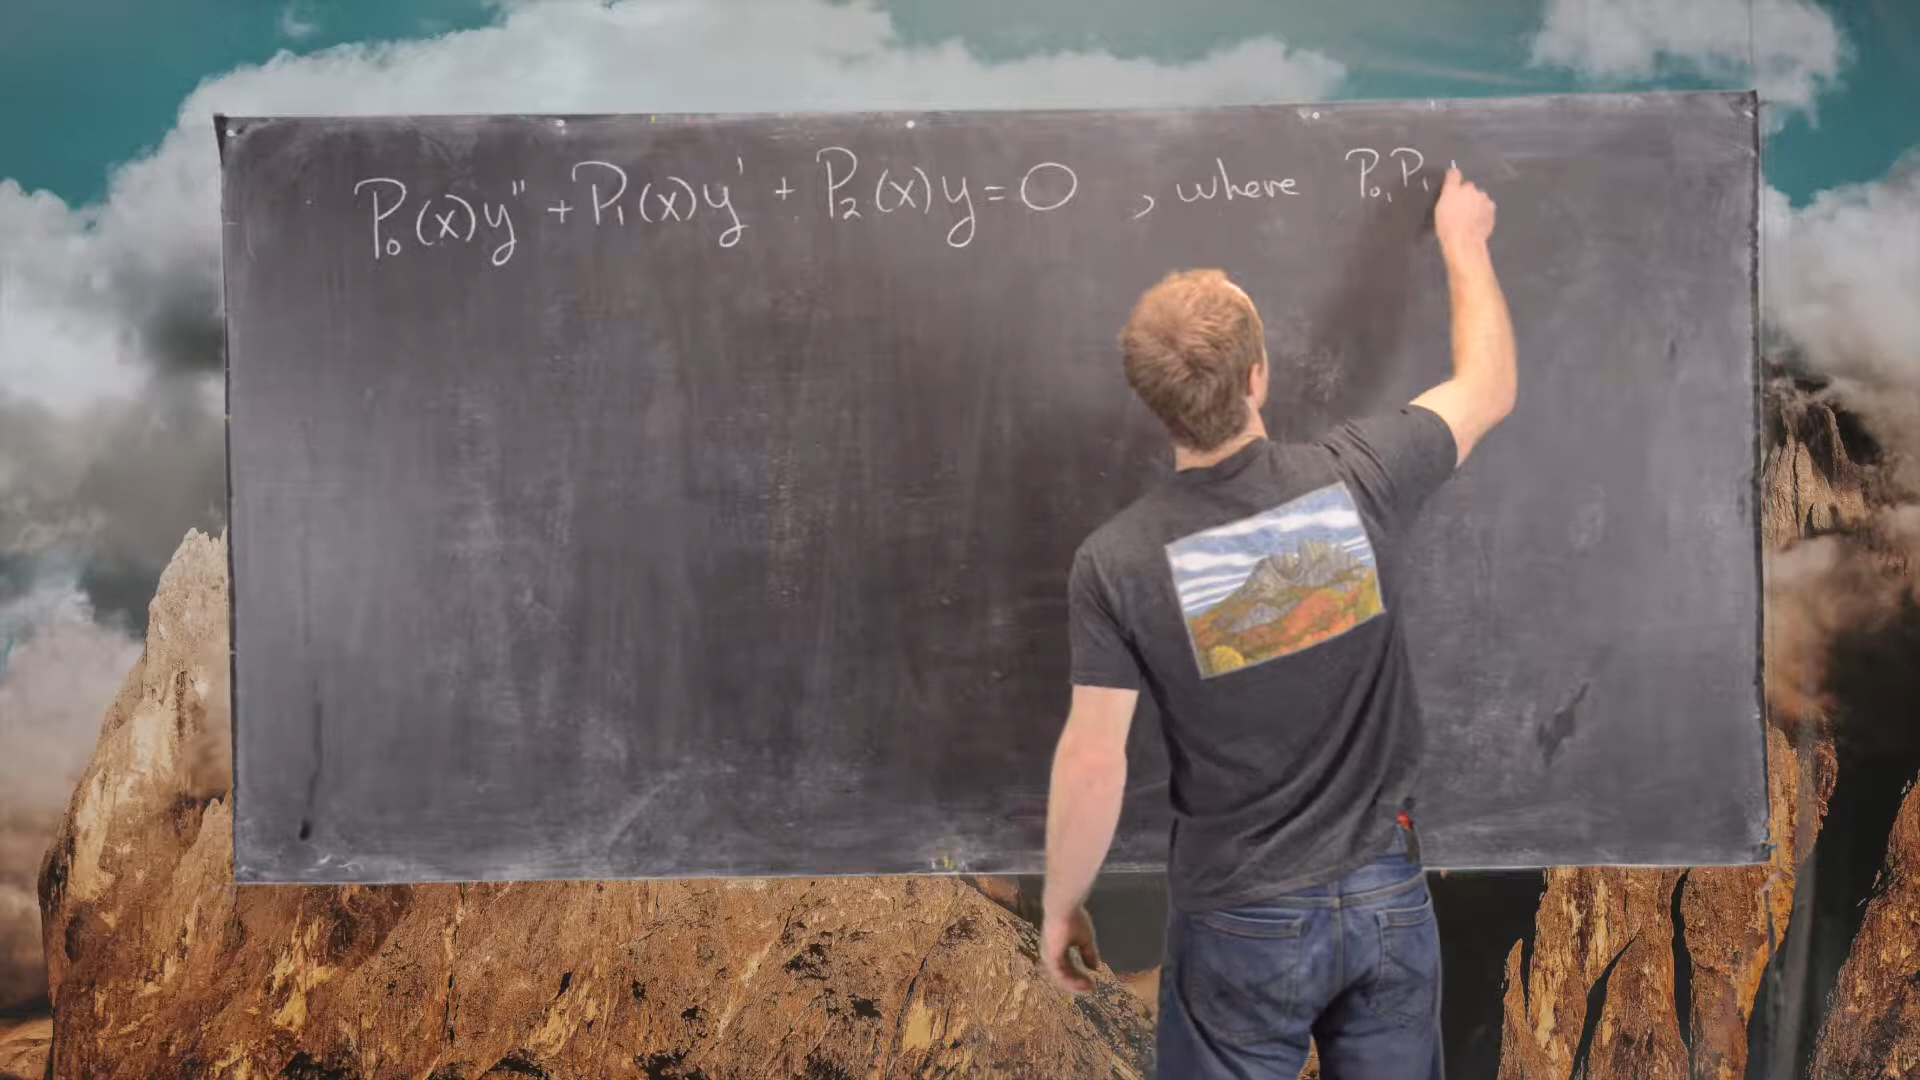 P₀(x)y'' + P₁(x)y' + P₂(x)y = 0 , where P₀, P₁